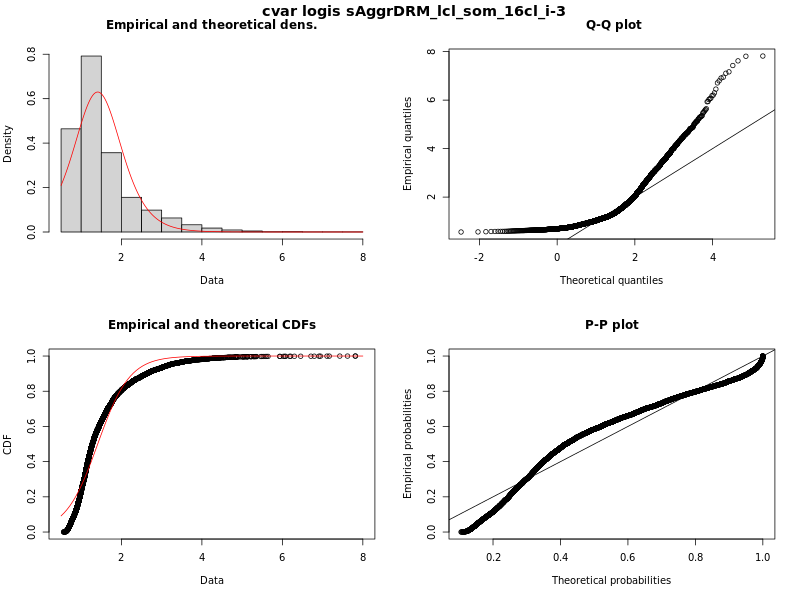 cvar logis sAggrDRM_lcl_som_16cl_i-3
Empirical and theoretical dens.
Density
0.0 0.2 0.4 0.6 0.8
2 4 6 8
Data
Q-Q plot
Empirical quantiles
2 4 6 8
-2 0 2 4
Theoretical quantiles
Empirical and theoretical CDFs
CDF
0.0 0.2 0.4 0.6 0.8 1.0
2 4 6 8
Data
P-P plot
Empirical probabilities
0.0 0.2 0.4 0.6 0.8 1.0
0.2 0.4 0.6 0.8 1.0
Theoretical probabilities